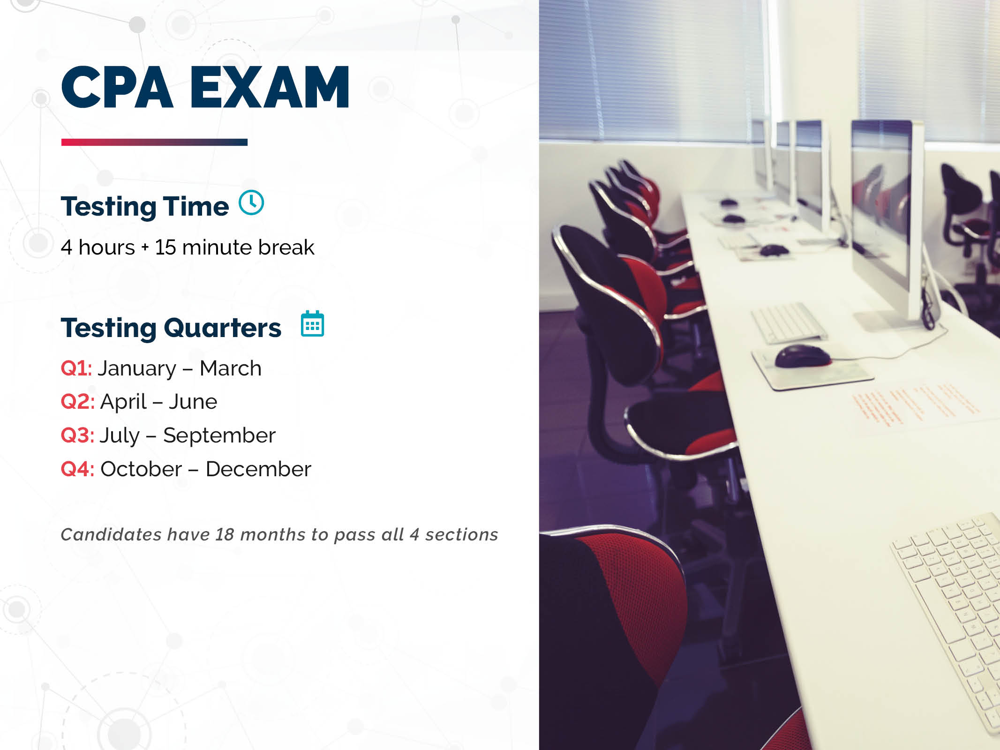 CPA EXAM
Testing Time
4 hours + 15 minute break
Testing Quarters
Q1: January – March
Q2: April – June
Q3: July – September
Q4: October – December
Candidates have 18 months to pass all 4 sections